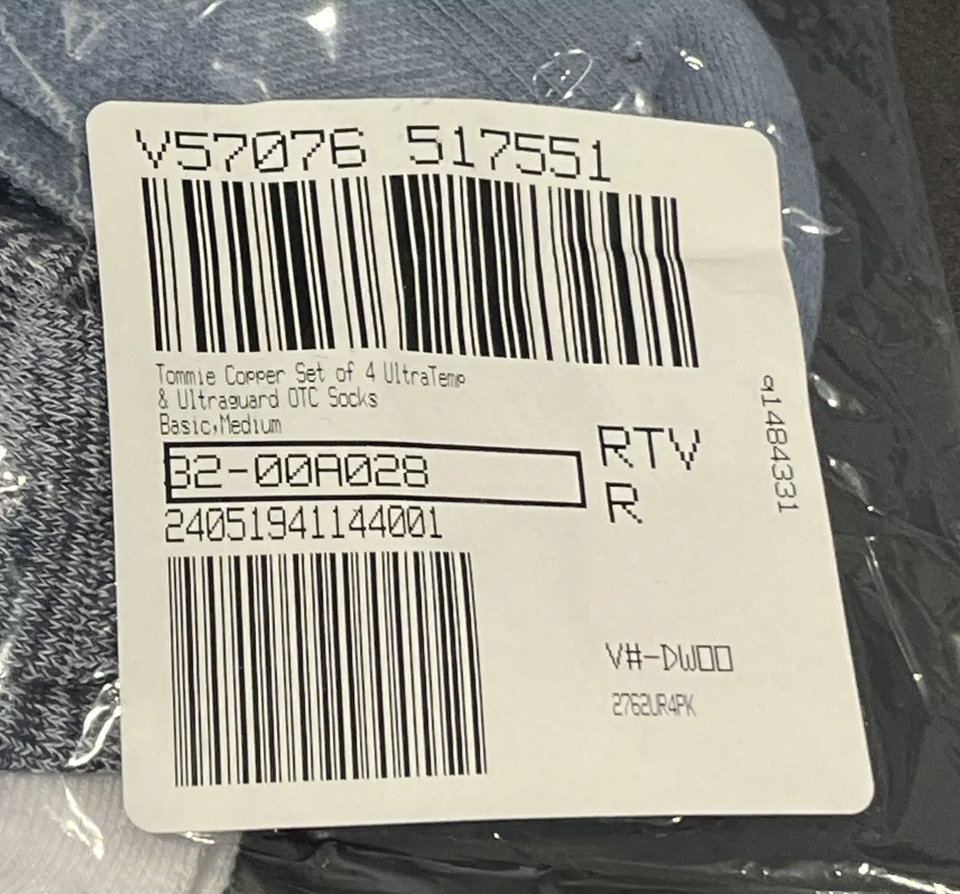 V57076 517551
Tommie Copper Set of 4 UltraTemp
& Ultraguard OTC Socks
Basic,Medium
B2-00A028
RTV
R
24051941144001
q1484331
V#-DW00
2762UR4PK